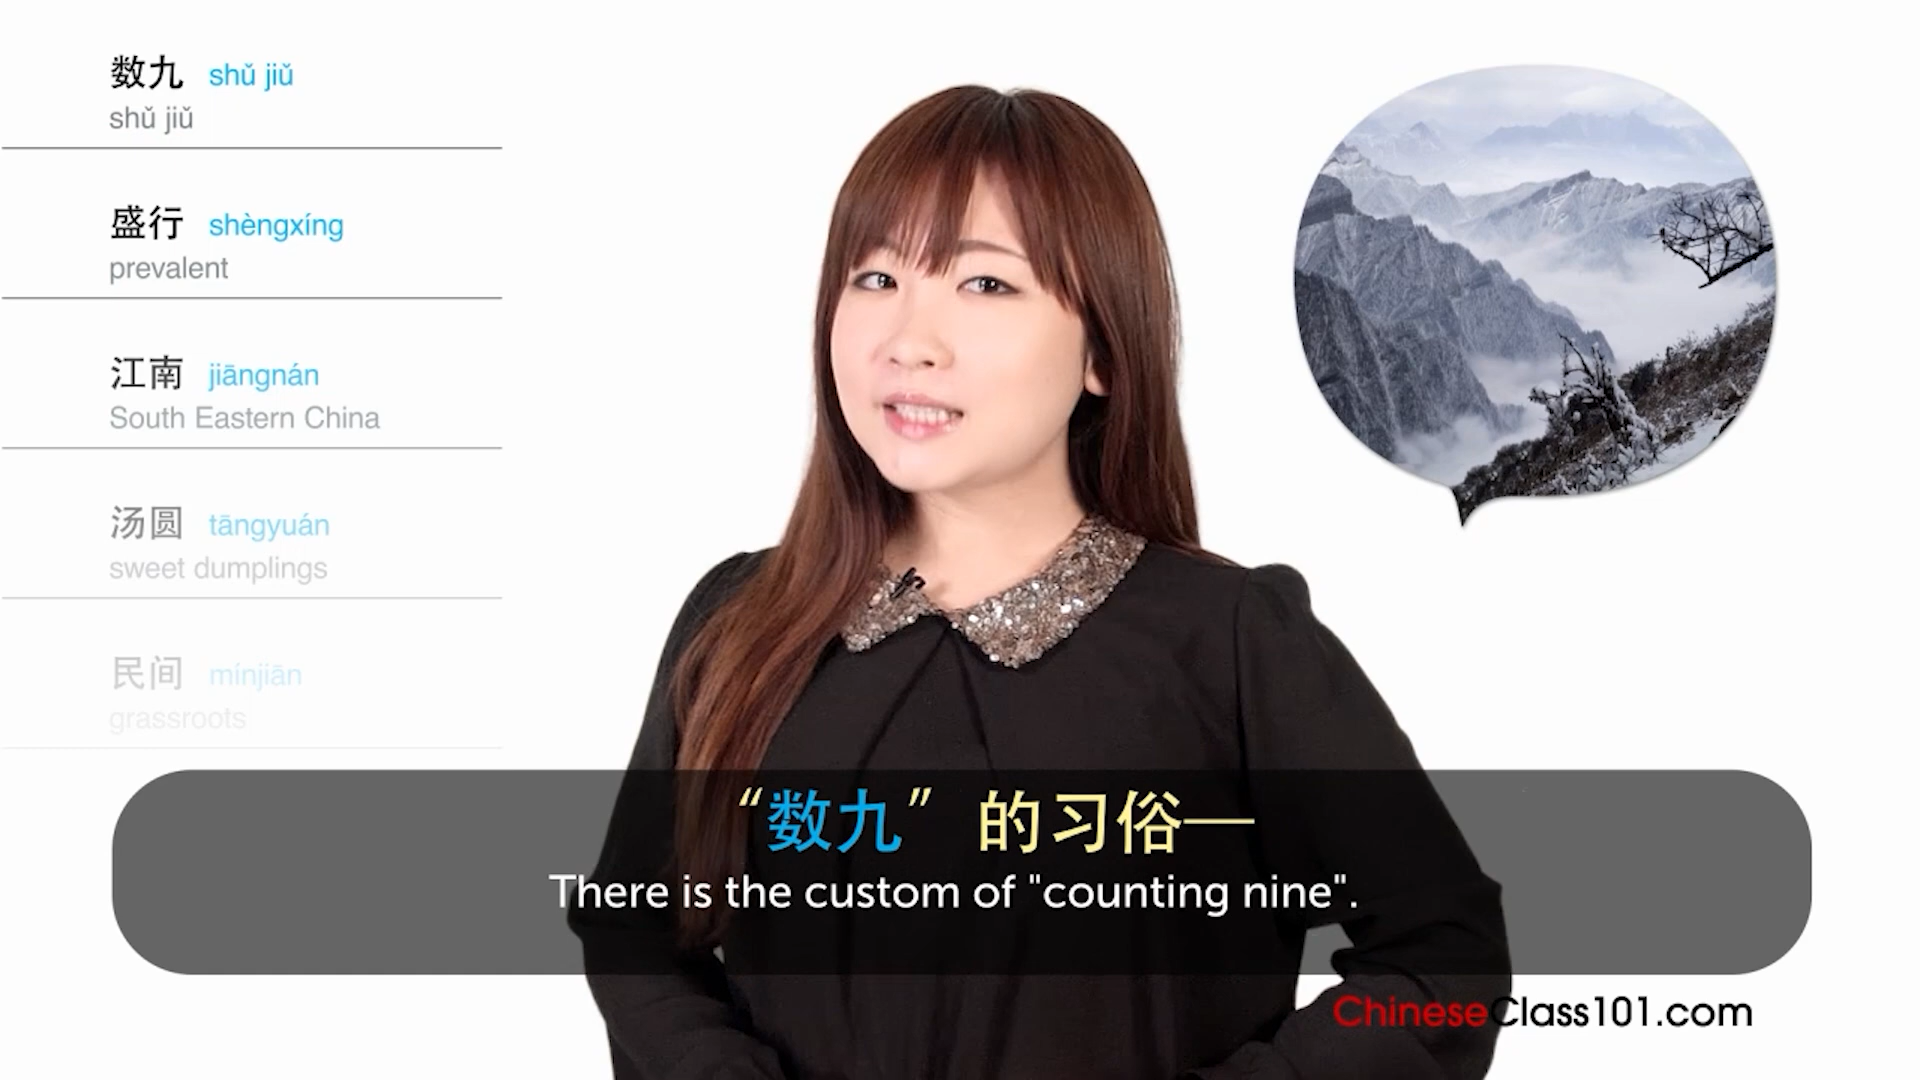 数九 shǔ jiǔ
shǔ jiǔ
盛行 shèngxíng
prevalent
江南 jiāngnán
South Eastern China
汤圆 tāngyuán
sweet dumplings
民间 mínjiān
grassroots
“数九”的习俗—
There is the custom of "counting nine".
ChineseClass101.com